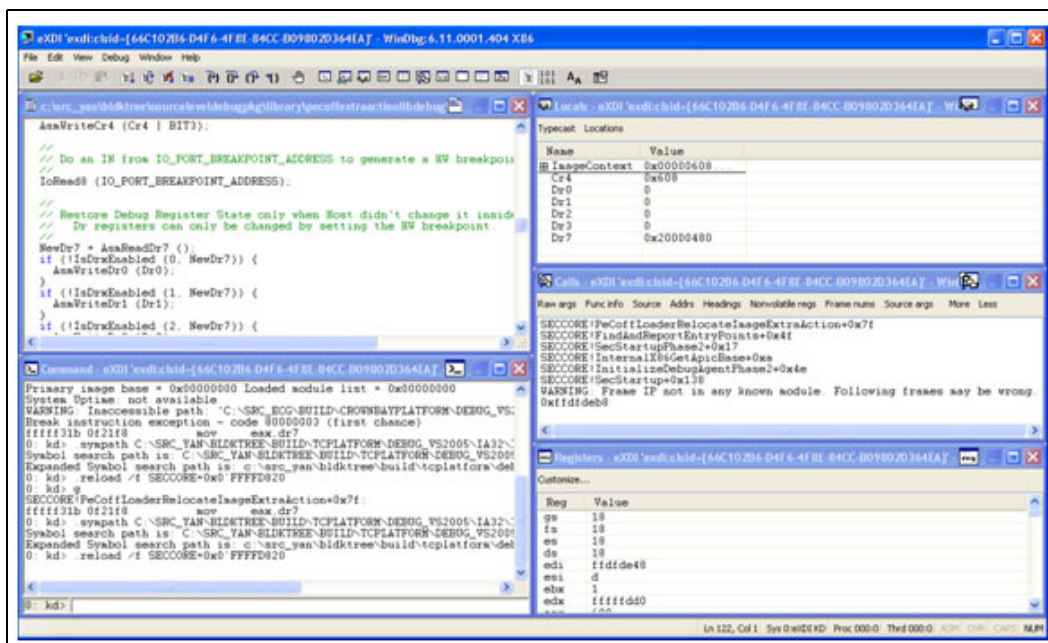 eXDI 'exdi:clsid={66C102B6-D4F6-4F8E-84CC-B09802D364EA}' - WinDbg:6.11.0001.404 X86
File Edit View Debug Window Help
c:\src_yan\bldktree\sourceleveldebugpkg\library\pecoffextraactionlibdebug
AsmWriteCr4 (Cr4 | BIT3);
//
// Do an IN from IO_PORT_BREAKPOINT_ADDRESS to generate a HW breakpoin
//
IoRead8 (IO_PORT_BREAKPOINT_ADDRESS);
//
// Restore Debug Register State only when Host didn't change it inside
// Dr registers can only be changed by setting the HW breakpoint.
//
NewDr7 = AsmReadDr7 ();
if (!IsDrxEnabled (0, NewDr7)) {
AsmWriteDr0 (Dr0);
}
if (!IsDrxEnabled (1, NewDr7)) {
AsmWriteDr1 (Dr1);
}
if (!IsDrxEnabled (2, NewDr7)) {
Command - eXDI 'exdi:clsid={66C102B6-D4F6-4F8E-84CC-B09802D364EA}'
Primary image base = 0x00000000 Loaded module list = 0x00000000
System Uptime: not available
WARNING: Inaccessible path: 'C:\SRC_ECG\BUILD\CROWNBAYPLATFORM\DEBUG_VS2
Break instruction exception - code 80000003 (first chance)
fffff31b 0f21f8 mov eax,dr7
0: kd> .sympath C:\SRC_YAN\BLDKTREE\BUILD\TCPLATFORM\DEBUG_VS2005\IA32\
Symbol search path is: C:\SRC_YAN\BLDKTREE\BUILD\TCPLATFORM\DEBUG_VS2005
Expanded Symbol search path is: c:\src_yan\bldktree\build\tcplatform\deb
0: kd> .reload /f SECCORE=0x0`FFFFD820
0: kd> g
SECCORE!PeCoffLoaderRelocateImageExtraAction+0x7f:
fffff31b 0f21f8 mov eax,dr7
0: kd> .sympath C:\SRC_YAN\BLDKTREE\BUILD\TCPLATFORM\DEBUG_VS2005\IA32\
Symbol search path is: C:\SRC_YAN\BLDKTREE\BUILD\TCPLATFORM\DEBUG_VS2005
Expanded Symbol search path is: c:\src_yan\bldktree\build\tcplatform\deb
0: kd> .reload /f SECCORE=0x0`FFFFD820
0: kd>
Locals - eXDI 'exdi:clsid={66C102B6-D4F6-4F8E-84CC-B09802D364EA}' - Wi
Typecast Locations
Name Value
ImageContext 0x00000608...
Cr4 0x608
Dr0 0
Dr1 0
Dr2 0
Dr3 0
Dr7 0x20000480
Calls - eXDI 'exdi:clsid={66C102B6-D4F6-4F8E-84CC-B09802D364EA}' - Win
Raw args Func info Source Addrs Headings Nonvolatile regs Frame nums Source args More Less
SECCORE!PeCoffLoaderRelocateImageExtraAction+0x7f
SECCORE!FindAndReportEntryPoints+0x4f
SECCORE!SecStartupPhase2+0x17
SECCORE!InternalX86GetApicBase+0xa
SECCORE!InitializeDebugAgentPhase2+0x4e
SECCORE!SecStartup+0x138
WARNING: Frame IP not in any known module. Following frames may be wrong.
0xffdfdeb8
Registers - eXDI 'exdi:clsid={66C102B6-D4F6-4F8E-84CC-B09802D364EA}'
Customize...
Reg Value
gs 18
fs 18
es 18
ds 18
edi ffdfde48
esi d
ebx 1
edx fffffdd0
Ln 122, Col 1 Sys 0:eXDI KD Proc 000:0 Thrd 000:0 ASM OVR CAPS NUM